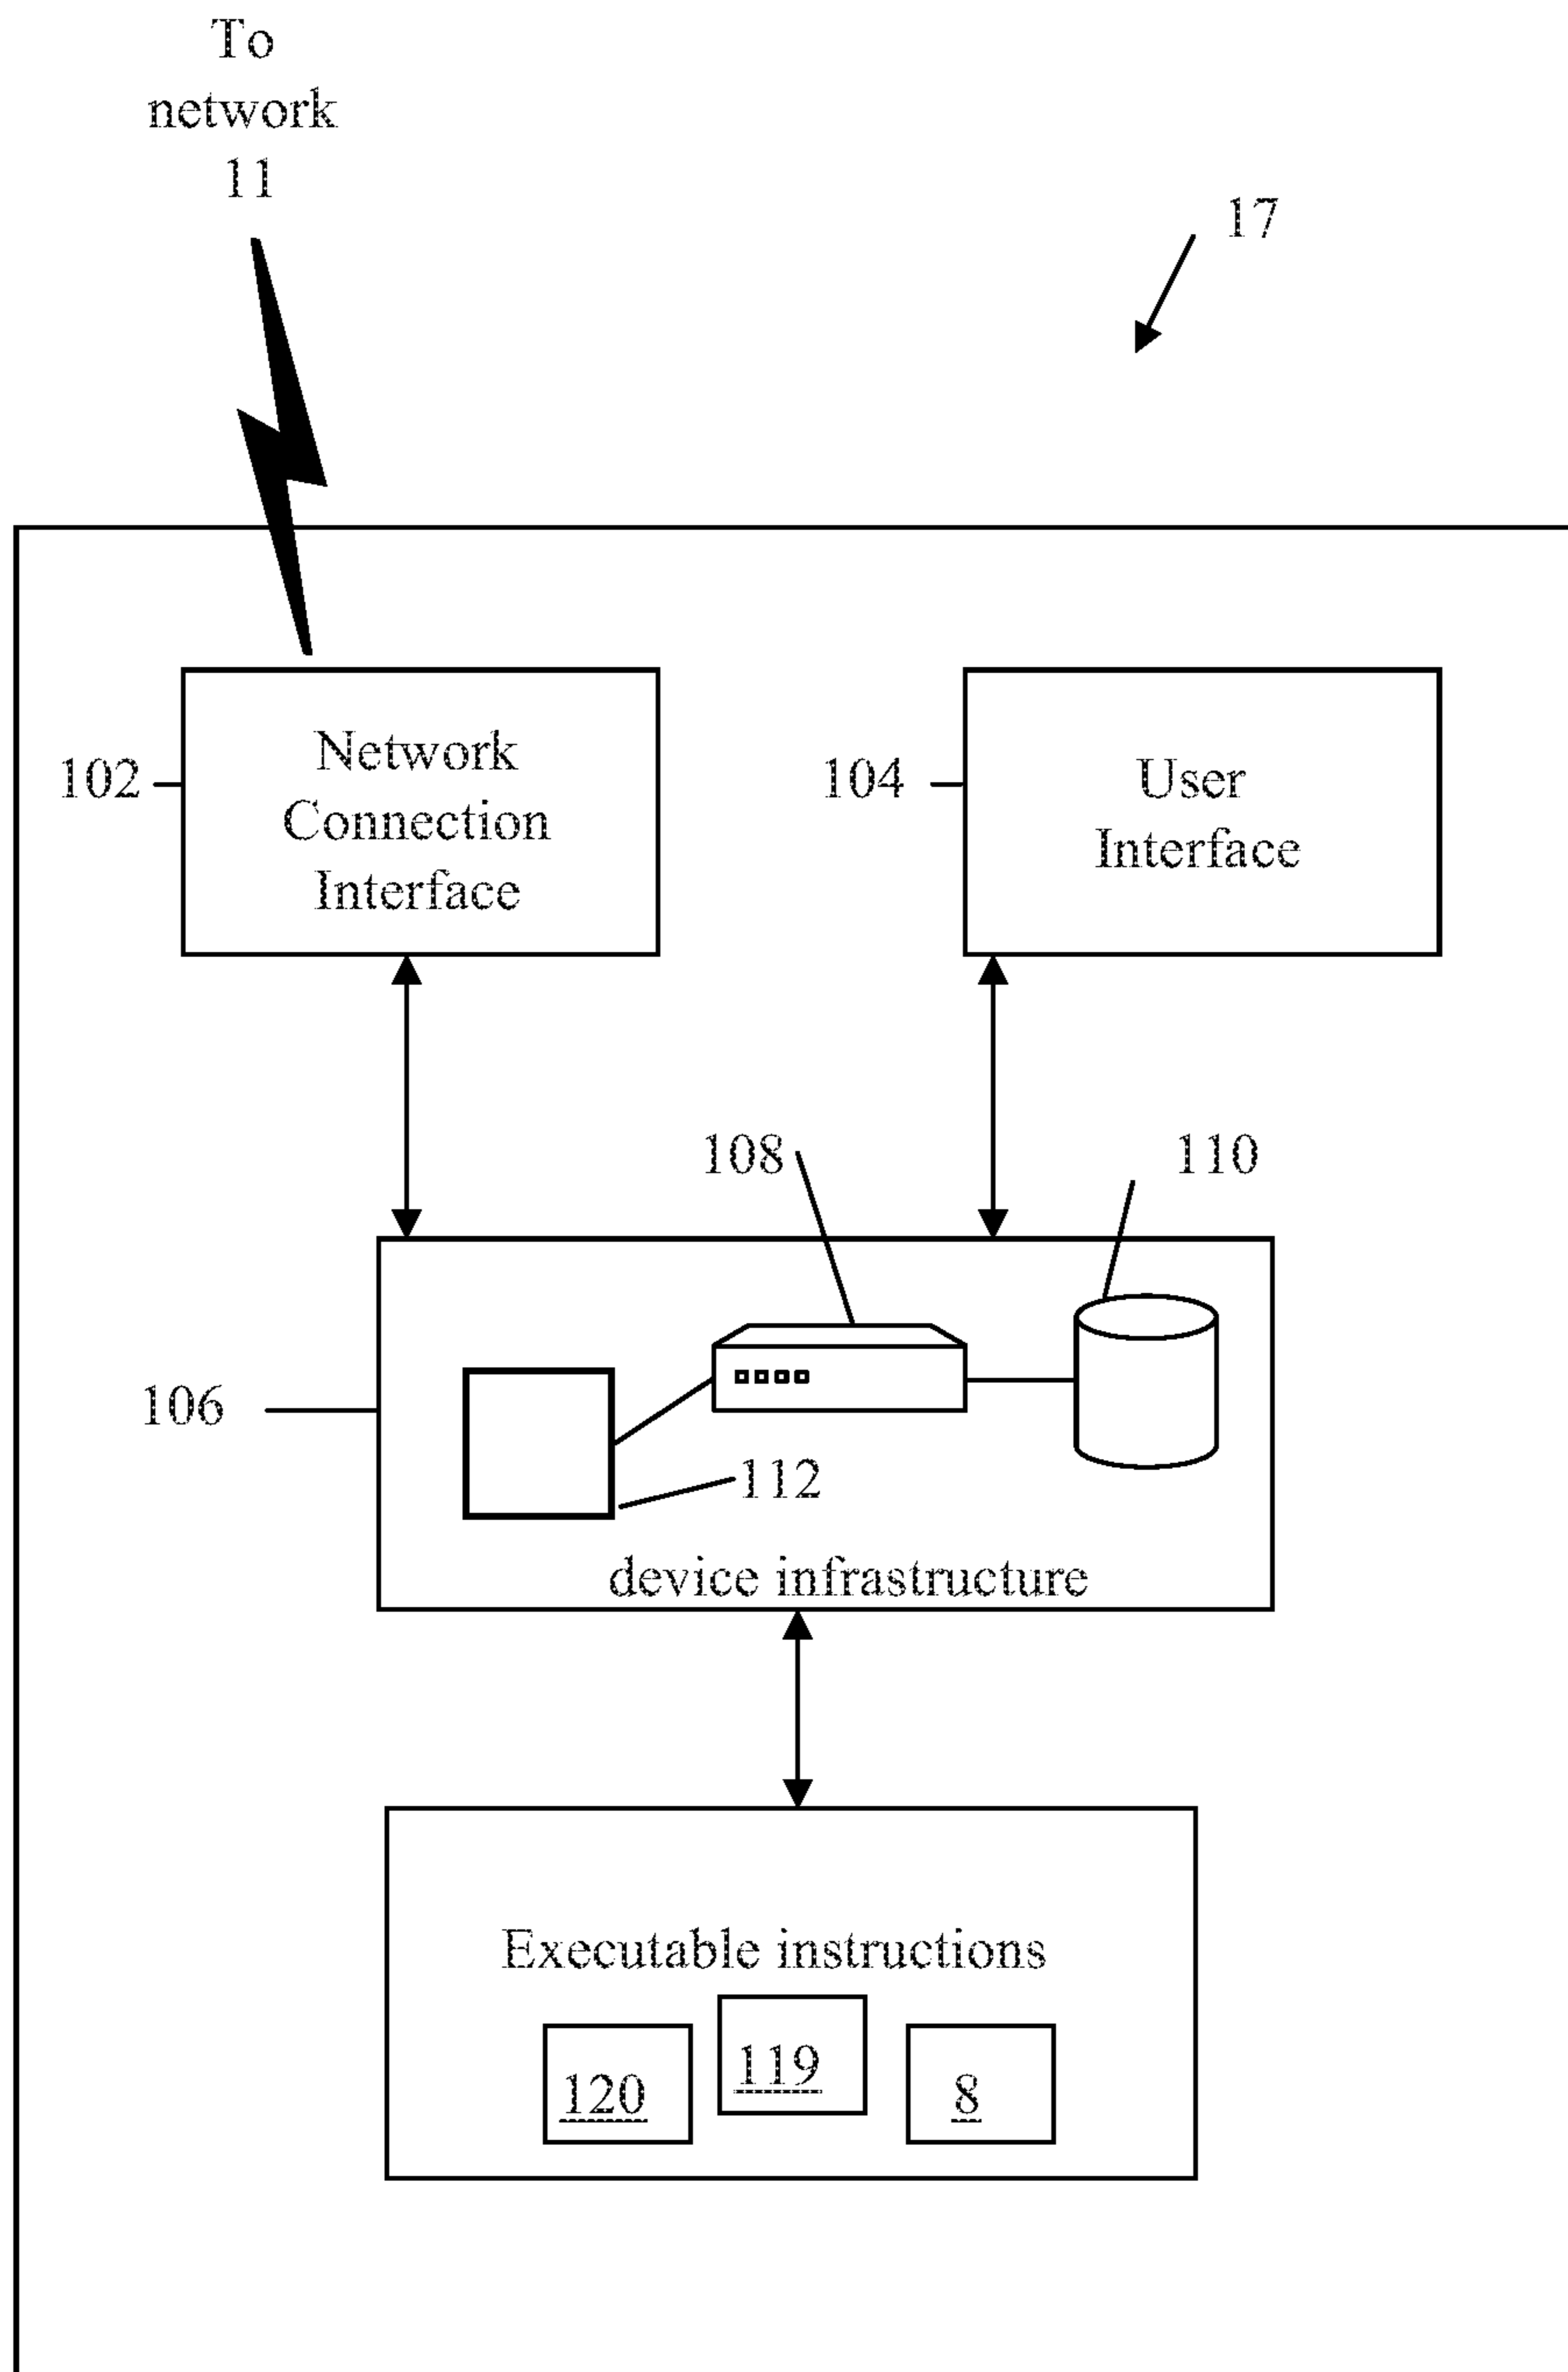 To
network
11
17
102
Network
Connection
Interface
104
User
Interface
108
110
106
112
device infrastructure
Executable instructions
120
119
8